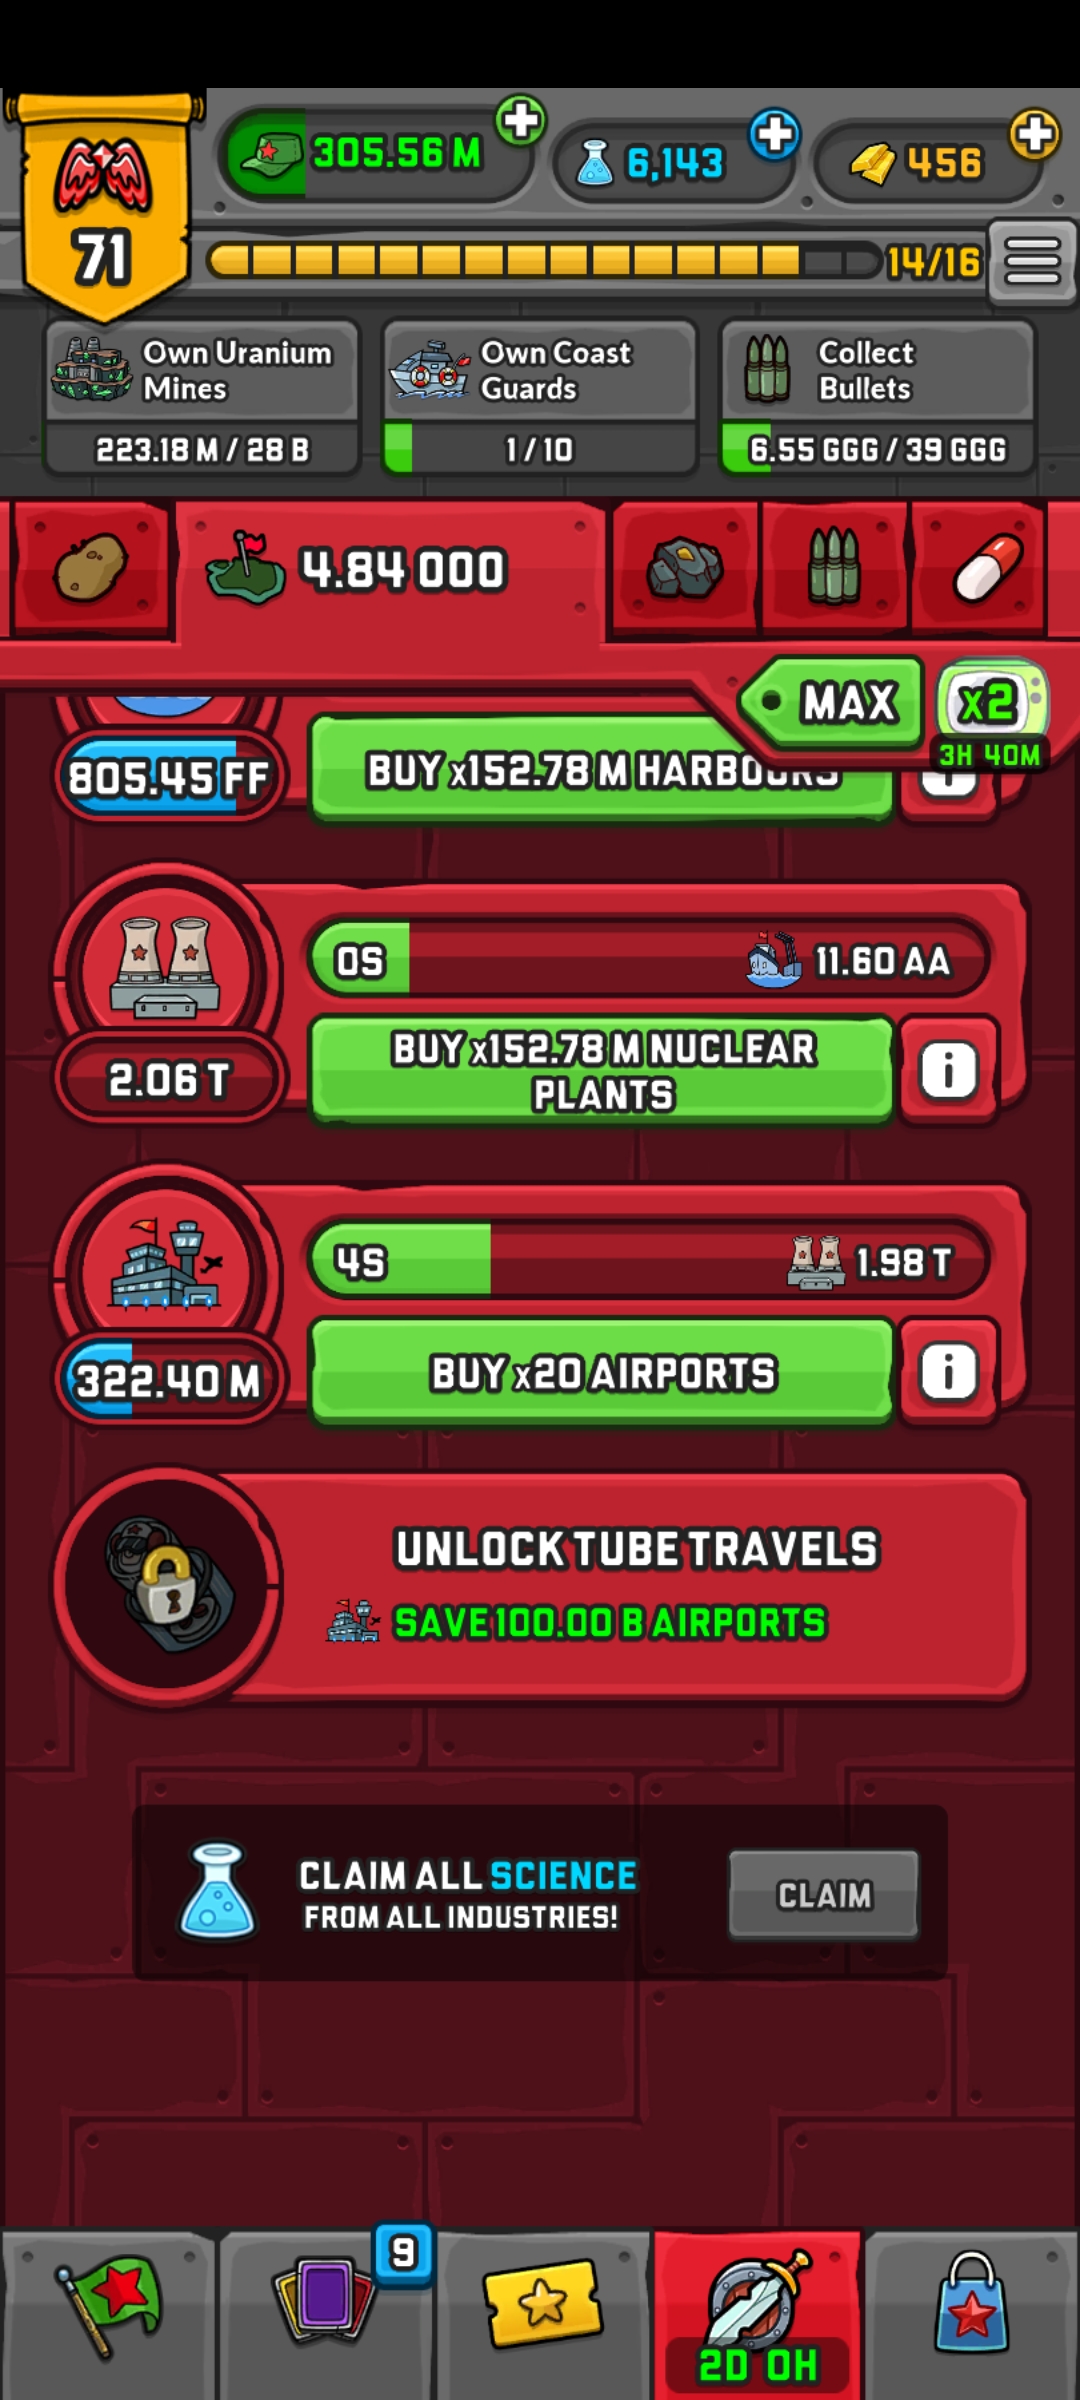 71
305.56 M
6,143
456
14/16
Own Uranium
Mines
223.18 M / 28 B
Own Coast
Guards
1 / 10
Collect
Bullets
6.55 GGG / 39 GGG
4.84 OOO
MAX
x2
3H 40M
805.45 FF
BUY x152.78 M HARBOURS
0S
11.60 AA
2.06 T
BUY x152.78 M NUCLEAR
PLANTS
i
4S
1.98 T
322.40 M
BUY x20 AIRPORTS
i
UNLOCK TUBE TRAVELS
SAVE 100.00 B AIRPORTS
CLAIM ALL SCIENCE
FROM ALL INDUSTRIES!
CLAIM
9
2D 0H